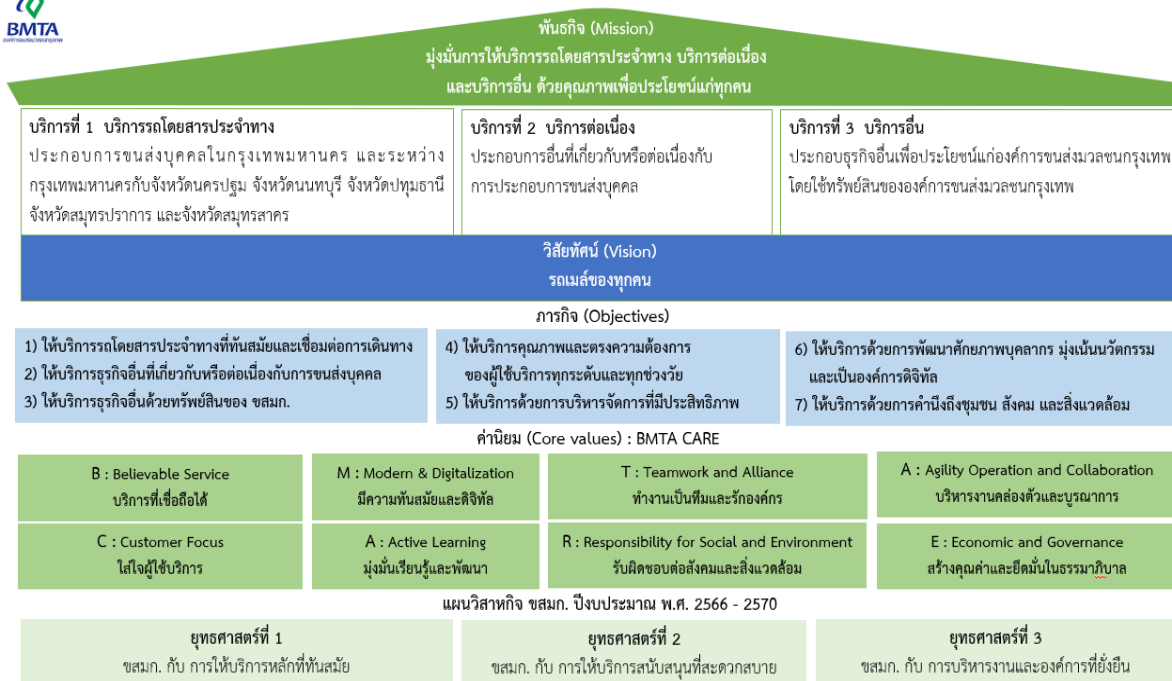 BMTA
องค์การขนส่งมวลชนกรุงเทพ
พันธกิจ (Mission)
มุ่งมั่นการให้บริการรถโดยสารประจำทาง บริการต่อเนื่อง
และบริการอื่น ด้วยคุณภาพเพื่อประโยชน์แก่ทุกคน
บริการที่ 1 บริการรถโดยสารประจำทาง
ประกอบการขนส่งบุคคลในกรุงเทพมหานคร และระหว่าง
กรุงเทพมหานครกับจังหวัดนครปฐม จังหวัดนนทบุรี จังหวัดปทุมธานี
จังหวัดสมุทรปราการ และจังหวัดสมุทรสาคร
บริการที่ 2 บริการต่อเนื่อง
ประกอบการอื่นที่เกี่ยวกับหรือต่อเนื่องกับ
การประกอบการขนส่งบุคคล
บริการที่ 3 บริการอื่น
ประกอบธุรกิจอื่นเพื่อประโยชน์แก่องค์การขนส่งมวลชนกรุงเทพ
โดยใช้ทรัพย์สินขององค์การขนส่งมวลชนกรุงเทพ
วิสัยทัศน์ (Vision)
รถเมล์ของทุกคน
ภารกิจ (Objectives)
1) ให้บริการรถโดยสารประจำทางที่ทันสมัยและเชื่อมต่อการเดินทาง
2) ให้บริการธุรกิจอื่นที่เกี่ยวกับหรือต่อเนื่องกับการขนส่งบุคคล
3) ให้บริการธุรกิจอื่นด้วยทรัพย์สินของ ขสมก.
4) ให้บริการคุณภาพและตรงความต้องการ
ของผู้ใช้บริการทุกระดับและทุกช่วงวัย
5) ให้บริการด้วยการบริหารจัดการที่มีประสิทธิภาพ
6) ให้บริการด้วยการพัฒนาศักยภาพบุคลากร มุ่งเน้นนวัตกรรม
และเป็นองค์การดิจิทัล
7) ให้บริการด้วยการคำนึงถึงชุมชน สังคม และสิ่งแวดล้อม
ค่านิยม (Core values) : BMTA CARE
B : Believable Service
บริการที่เชื่อถือได้
M : Modern & Digitalization
มีความทันสมัยและดิจิทัล
T : Teamwork and Alliance
ทำงานเป็นทีมและรักองค์กร
A : Agility Operation and Collaboration
บริหารงานคล่องตัวและบูรณาการ
C : Customer Focus
ใส่ใจผู้ใช้บริการ
A : Active Learning
มุ่งมั่นเรียนรู้และพัฒนา
R : Responsibility for Social and Environment
รับผิดชอบต่อสังคมและสิ่งแวดล้อม
E : Economic and Governance
สร้างคุณค่าและยึดมั่นในธรรมาภิบาล
แผนวิสาหกิจ ขสมก. ปีงบประมาณ พ.ศ. 2566 - 2570
ยุทธศาสตร์ที่ 1
ขสมก. กับ การให้บริการหลักที่ทันสมัย
ยุทธศาสตร์ที่ 2
ขสมก. กับ การให้บริการสนับสนุนที่สะดวกสบาย
ยุทธศาสตร์ที่ 3
ขสมก. กับ การบริหารงานและองค์การที่ยั่งยืน